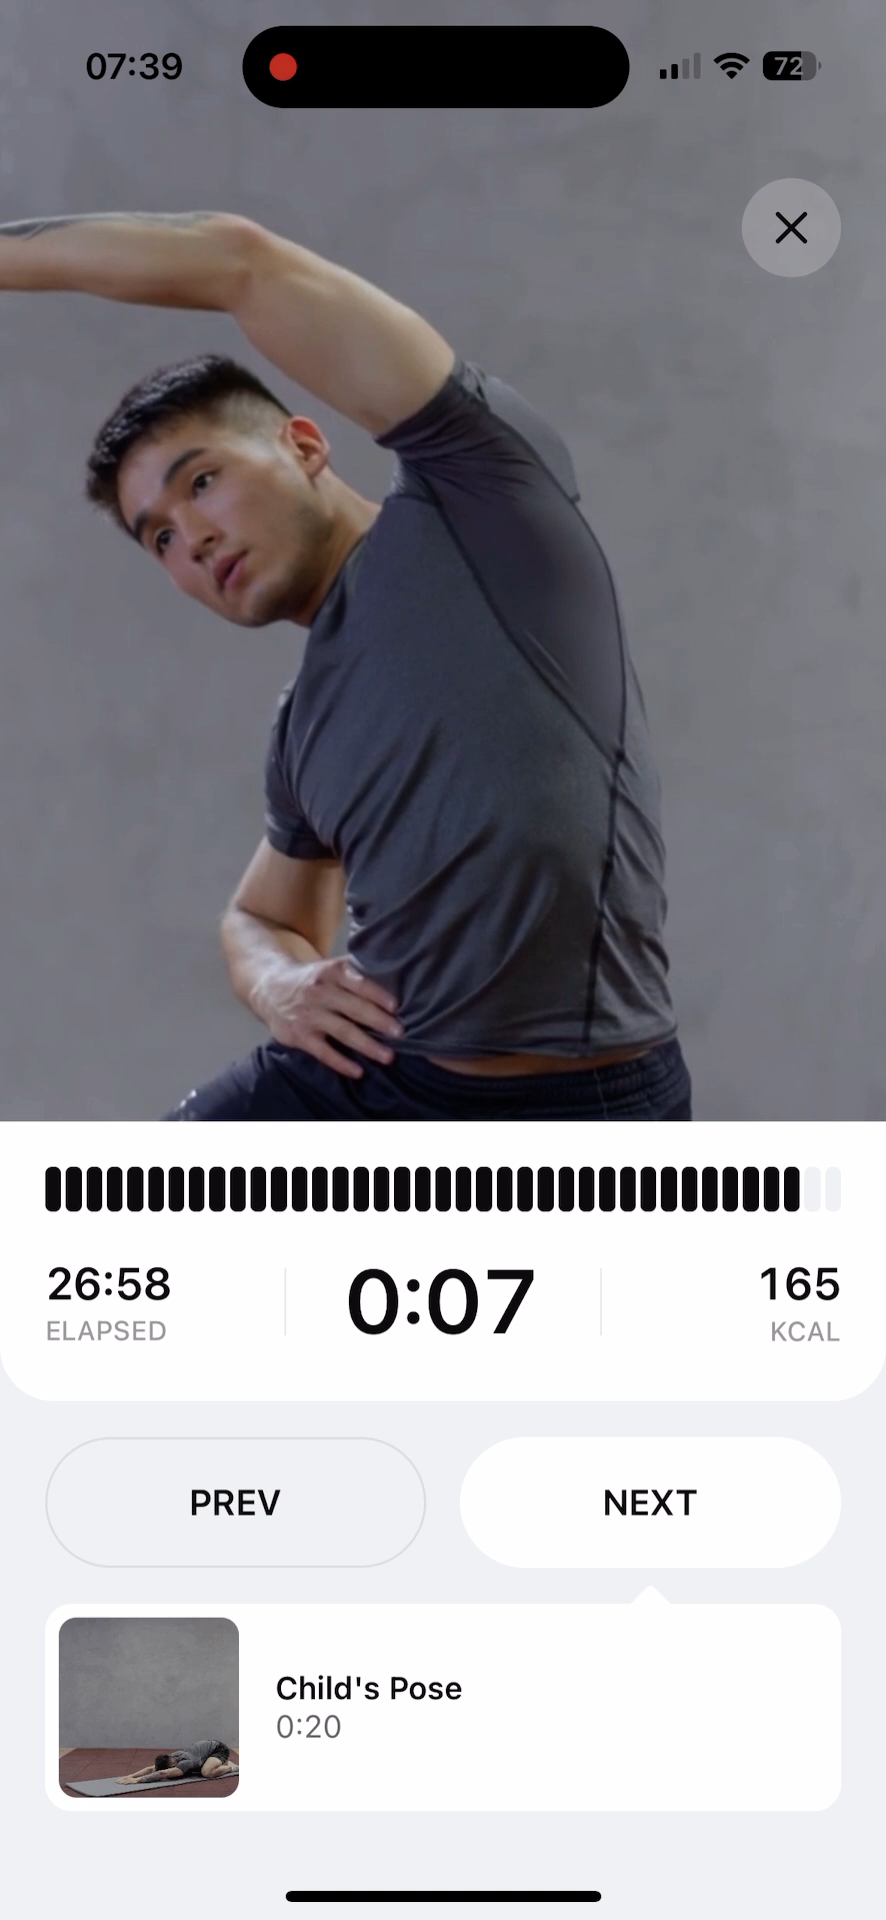 07:39
72
26:58
ELAPSED
0:07
165
KCAL
PREV
NEXT
Child's Pose
0:20